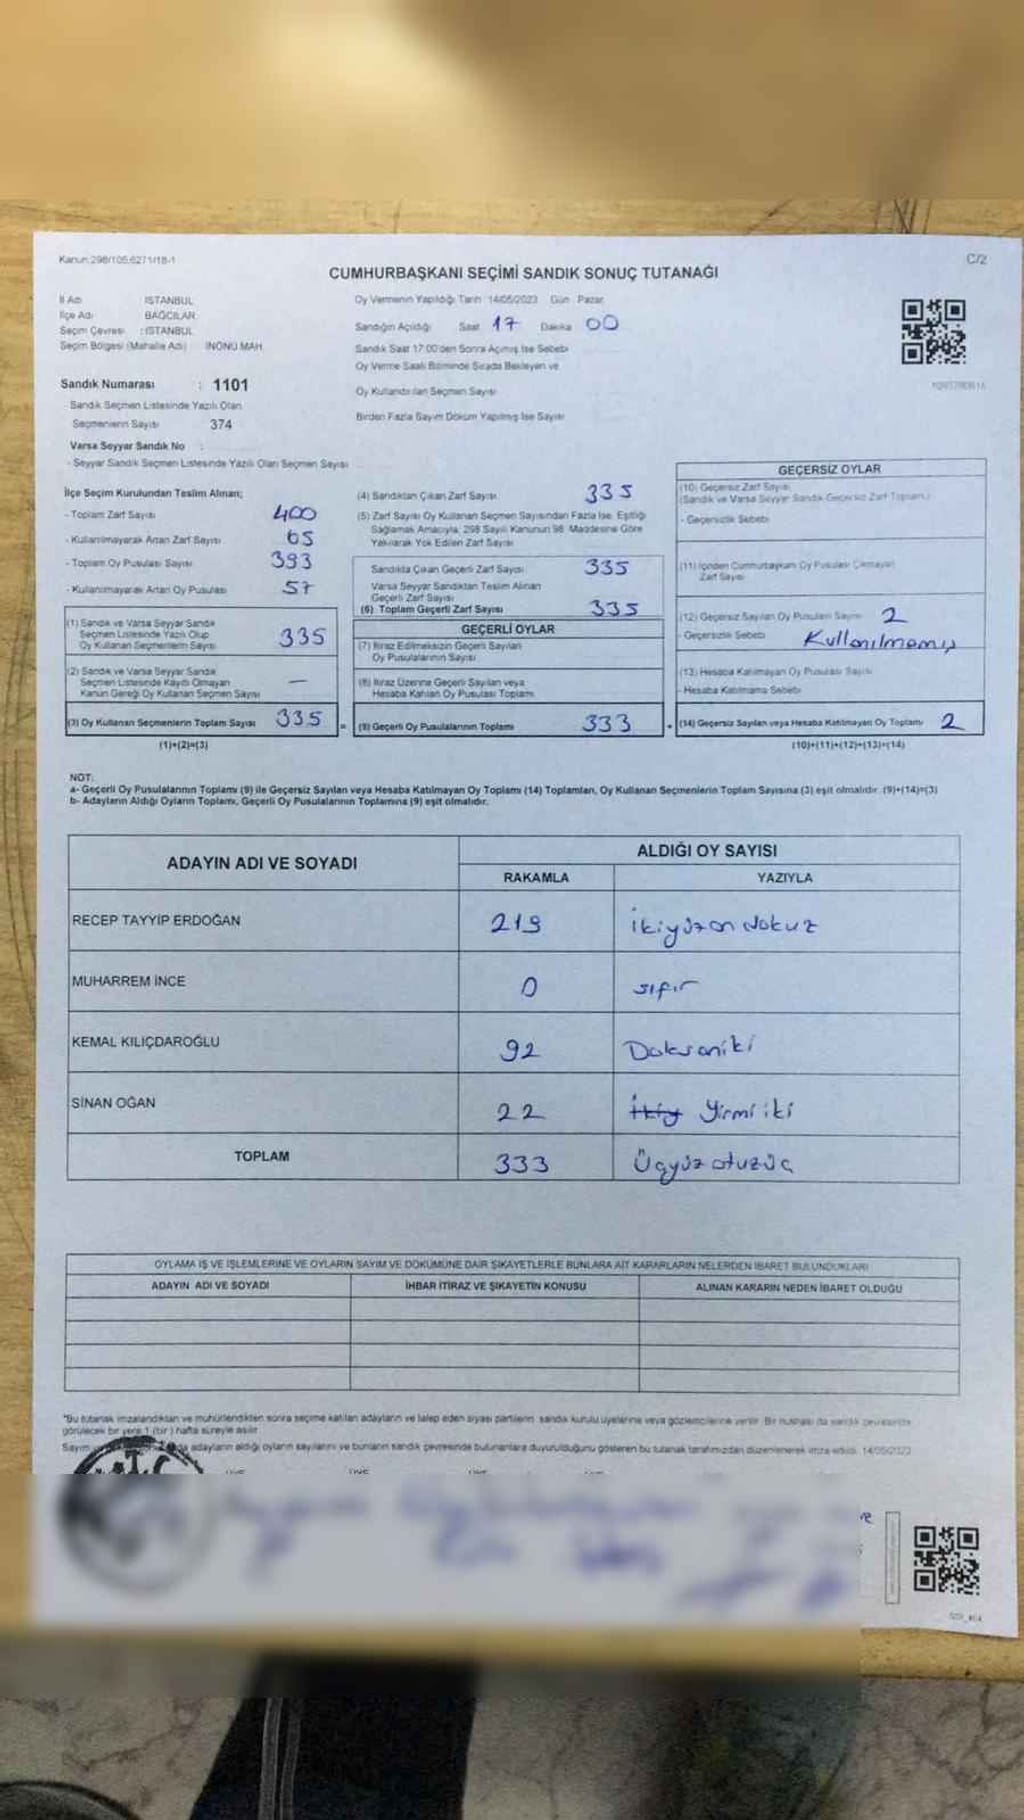 Kanun 298/105,6271/18-1
C/2
CUMHURBAŞKANI SEÇİMİ SANDIK SONUÇ TUTANAĞI
İl Adı İSTANBUL
İlçe Adı BAĞCILAR
Seçim Çevresi : İSTANBUL
Seçim Bölgesi (Mahalle Adı) İNÖNÜ MAH.
Sandık Numarası : 1101
Sandık Seçmen Listesinde Yazılı Olan
Seçmenlerin Sayısı 374
Varsa Seyyar Sandık No :
- Seyyar Sandık Seçmen Listesinde Yazılı Olan Seçmen Sayısı
Oy Vermenin Yapıldığı Tarih 14/05/2023 Gün Pazar
Sandığın Açıldığı Saat 17 Dakika 00
Sandık Saat 17:00'den Sonra Açılmış İse Sebebi
Oy Verme Saati Bitiminde Sırada Bekleyen ve
Oy Kullandırılan Seçmen Sayısı
Birden Fazla Sayım Döküm Yapılmış İse Sayısı
İlçe Seçim Kurulundan Teslim Alınan;
- Toplam Zarf Sayısı 400
- Kullanılmayarak Artan Zarf Sayısı 65
- Toplam Oy Pusulası Sayısı 393
- Kullanılmayarak Artan Oy Pusulası 57
(1) Sandık ve Varsa Seyyar Sandık
Seçmen Listesinde Yazılı Olup
Oy Kullanan Seçmenlerin Sayısı 335
(2) Sandık ve Varsa Seyyar Sandık
Seçmen Listesinde Kayıtlı Olmayan
Kanun Gereği Oy Kullanan Seçmen Sayısı —
(3) Oy Kullanan Seçmenlerin Toplam Sayısı 335 =
(1)+(2)=(3)
(4) Sandıktan Çıkan Zarf Sayısı 335
(5) Zarf Sayısı Oy Kullanan Seçmen Sayısından Fazla İse, Eşitliği
Sağlamak Amacıyla, 298 Sayılı Kanunun 98. Maddesine Göre
Yakılarak Yok Edilen Zarf Sayısı
Sandıkta Çıkan Geçerli Zarf Sayısı 335
Varsa Seyyar Sandıktan Teslim Alınan
Geçerli Zarf Sayısı
(6) Toplam Geçerli Zarf Sayısı 335
GEÇERLİ OYLAR
(7) İtiraz Edilmeksizin Geçerli Sayılan
Oy Pusulalarının Sayısı
(8) İtiraz Üzerine Geçerli Sayılan veya
Hesaba Katılan Oy Pusulası Toplamı
(9) Geçerli Oy Pusulalarının Toplamı 333 +
GEÇERSİZ OYLAR
(10) Geçersiz Zarf Sayısı
(Sandık ve Varsa Seyyar Sandık Geçersiz Zarf Toplamı)
- Geçersizlik Sebebi
(11) İçinden Cumhurbaşkanı Oy Pusulası Çıkmayan
Zarf Sayısı
(12) Geçersiz Sayılan Oy Pusulası Sayısı 2
- Geçersizlik Sebebi Kullanılmamış
(13) Hesaba Katılmayan Oy Pusulası Sayısı
- Hesaba Katılmama Sebebi
(14) Geçersiz Sayılan veya Hesaba Katılmayan Oy Toplamı 2
(10)+(11)+(12)+(13)=(14)
NOT:
a- Geçerli Oy Pusulalarının Toplamı (9) ile Geçersiz Sayılan veya Hesaba Katılmayan Oy Toplamı (14) Toplamları, Oy Kullanan Seçmenlerin Toplam Sayısına (3) eşit olmalıdır. (9)+(14)=(3)
b- Adayların Aldığı Oyların Toplamı, Geçerli Oy Pusulalarının Toplamına (9) eşit olmalıdır.
ADAYIN ADI VE SOYADI
ALDIĞI OY SAYISI
RAKAMLA YAZIYLA
RECEP TAYYİP ERDOĞAN 219 ikiyüzon dokuz
MUHARREM İNCE 0 sıfır
KEMAL KILIÇDAROĞLU 92 Doksaniki
SİNAN OĞAN 22 İkiy Yirmi iki
TOPLAM 333 Üçyüz otuzüç
OYLAMA İŞ VE İŞLEMLERİNE VE OYLARIN SAYIM VE DÖKÜMÜNE DAİR ŞİKAYETLERLE BUNLARA AİT KARARLARIN NELERDEN İBARET BULUNDUKLARI
ADAYIN ADI VE SOYADI İHBAR İTİRAZ VE ŞİKAYETİN KONUSU ALINAN KARARIN NEDEN İBARET OLDUĞU
"Bu tutanak imzalandıktan ve mühürlendikten sonra seçime katılan adayların ve talep eden siyasi partilerin sandık kurulu üyelerine veya gözlemcilerine verilir. Bir nüshası da sandık çevresinde
görülecek bir yere 1 (bir) hafta süreyle asılır.
Sayım adayların aldığı oyların sayılarını ve bunların sandık çevresinde bulunanlara duyurulduğunu gösteren bu tutanak tarafımızdan düzenlenerek imza edildi. 14/05/2023